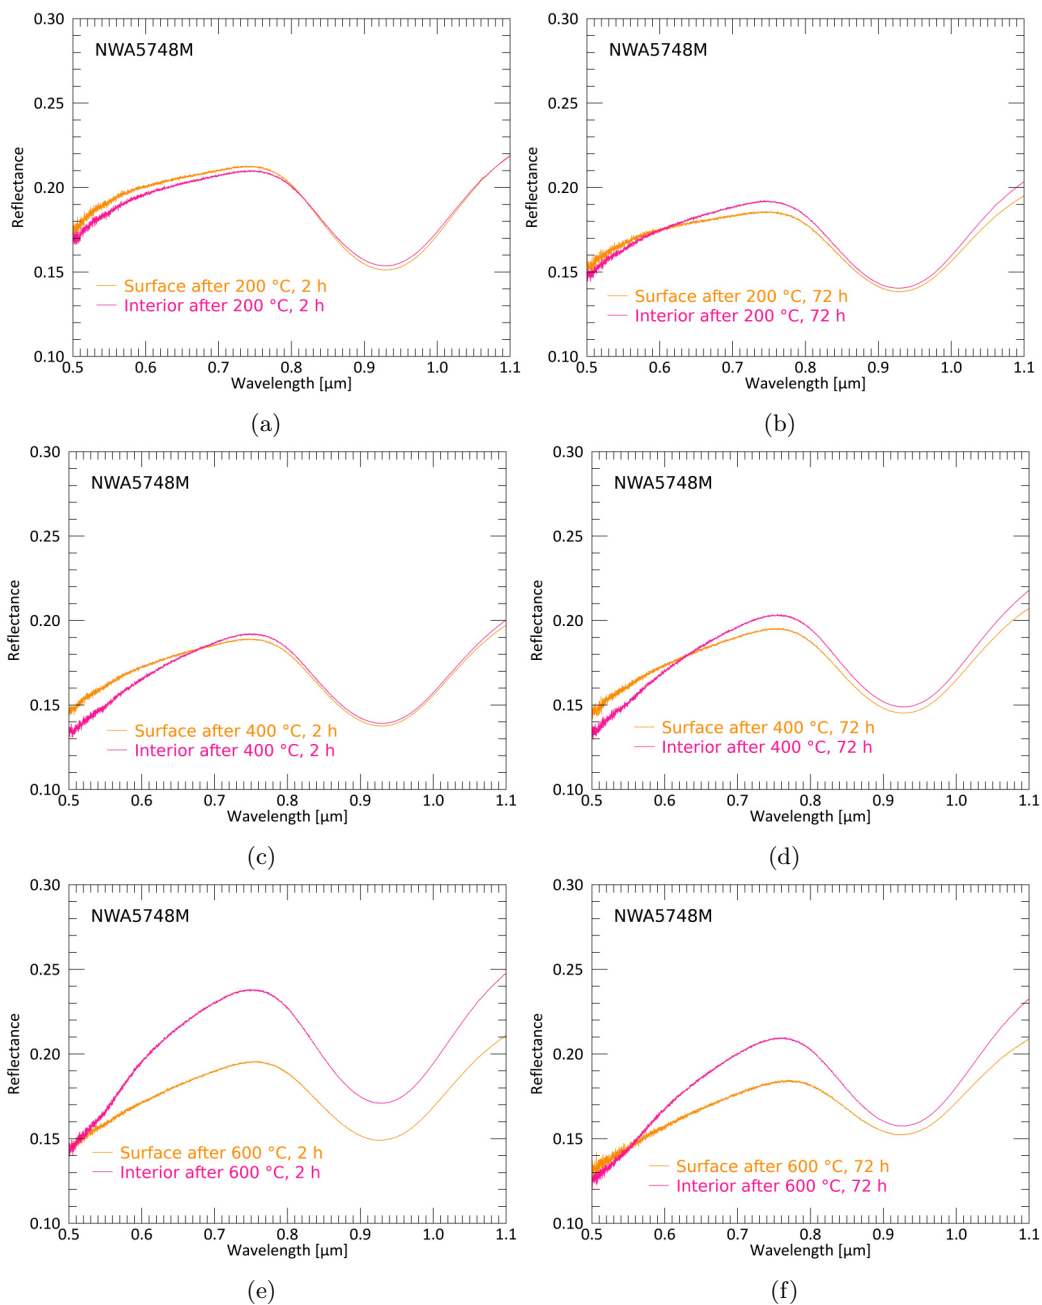 0.30
NWA5748M
0.25
0.20
0.15
0.10
Reflectance
Surface after 200 °C, 2 h
Interior after 200 °C, 2 h
0.5 0.6 0.7 0.8 0.9 1.0 1.1
Wavelength [µm]
(a)
0.30
NWA5748M
0.25
0.20
0.15
0.10
Reflectance
Surface after 200 °C, 72 h
Interior after 200 °C, 72 h
0.5 0.6 0.7 0.8 0.9 1.0 1.1
Wavelength [µm]
(b)
0.30
NWA5748M
0.25
0.20
0.15
0.10
Reflectance
Surface after 400 °C, 2 h
Interior after 400 °C, 2 h
0.5 0.6 0.7 0.8 0.9 1.0 1.1
Wavelength [µm]
(c)
0.30
NWA5748M
0.25
0.20
0.15
0.10
Reflectance
Surface after 400 °C, 72 h
Interior after 400 °C, 72 h
0.5 0.6 0.7 0.8 0.9 1.0 1.1
Wavelength [µm]
(d)
0.30
NWA5748M
0.25
0.20
0.15
0.10
Reflectance
Surface after 600 °C, 2 h
Interior after 600 °C, 2 h
0.5 0.6 0.7 0.8 0.9 1.0 1.1
Wavelength [µm]
(e)
0.30
NWA5748M
0.25
0.20
0.15
0.10
Reflectance
Surface after 600 °C, 72 h
Interior after 600 °C, 72 h
0.5 0.6 0.7 0.8 0.9 1.0 1.1
Wavelength [µm]
(f)